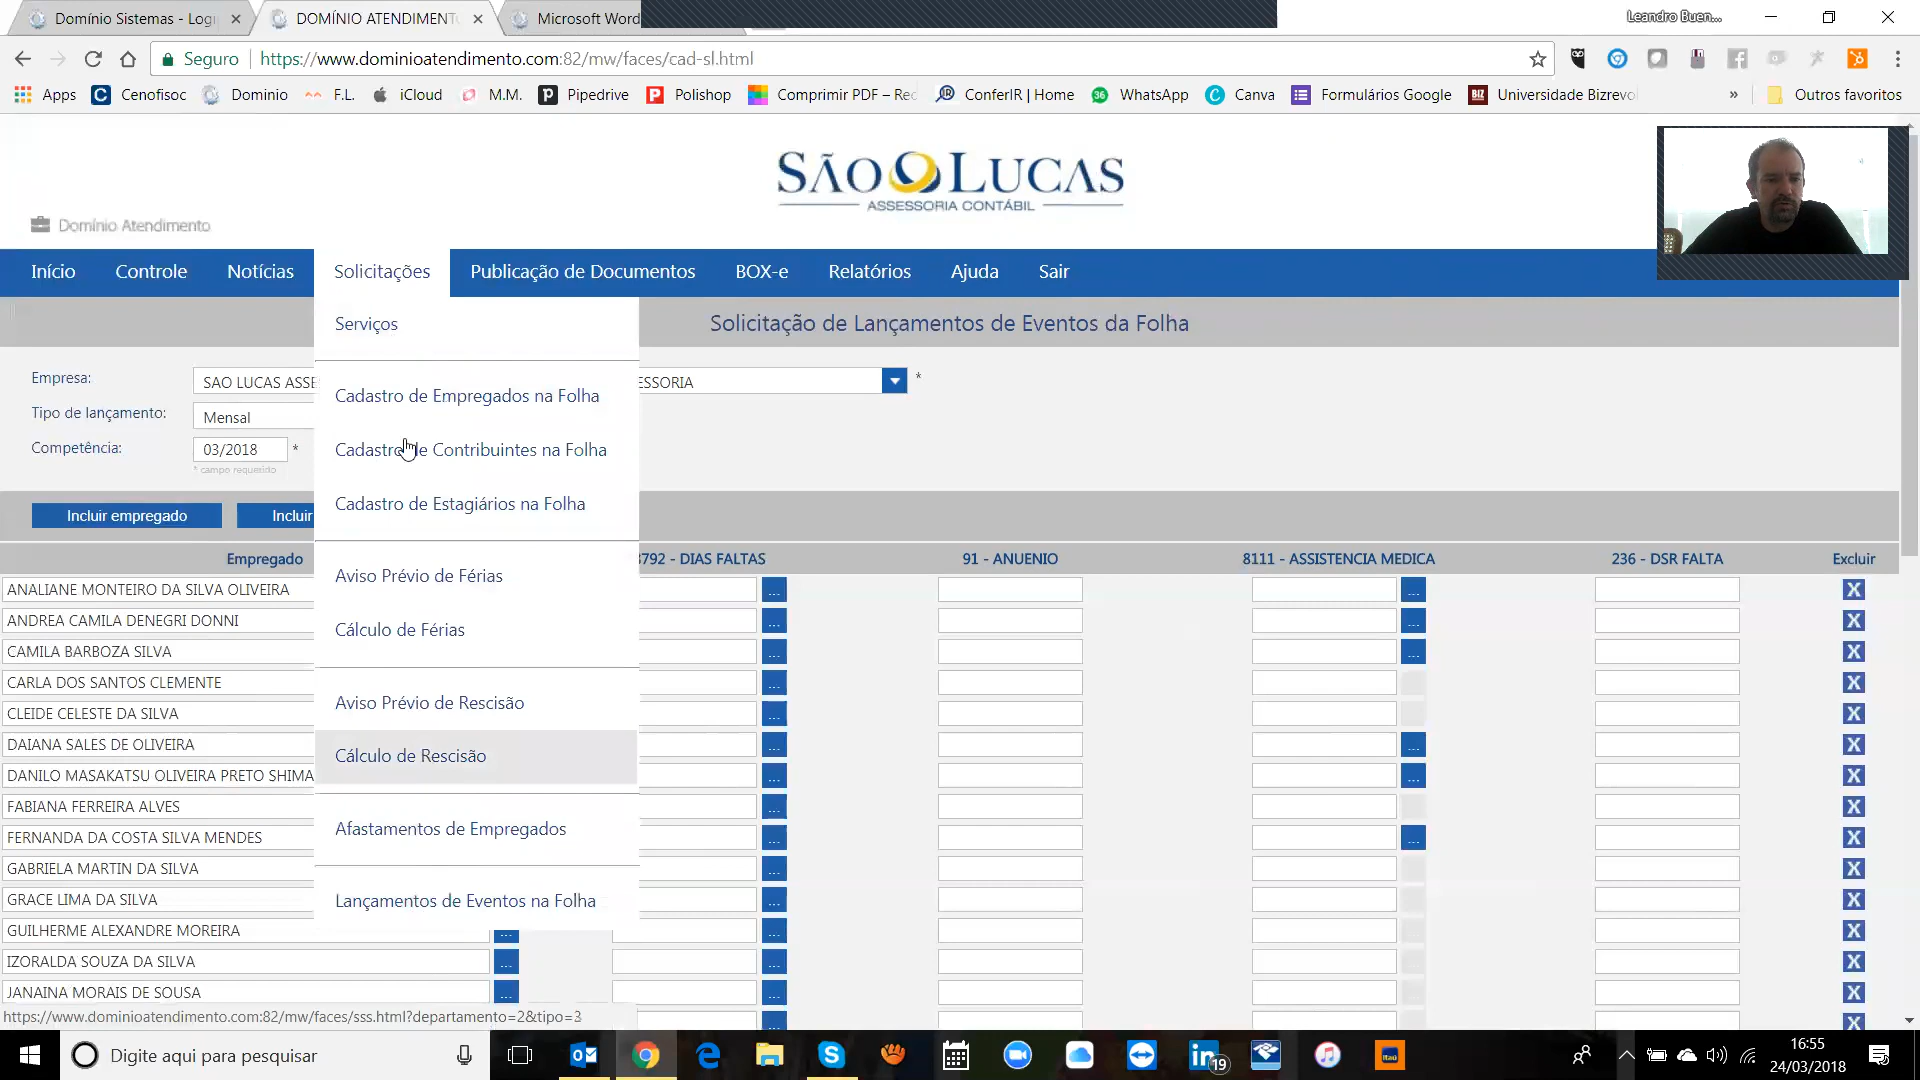 Domínio Sistemas - Logi
DOMÍNIO ATENDIMENT
Microsoft Word
Leandro Buen...
Seguro
https://www.dominioatendimento.com:82/mw/faces/cad-sl.html
Apps
Cenofisoc
Dominio
F.L.
iCloud
M.M.
Pipedrive
Polishop
Comprimir PDF – Rec
ConferIR | Home
WhatsApp
Canva
Formulários Google
Universidade Bizrevol
»
Outros favoritos
SÃO LUCAS
ASSESSORIA CONTÁBIL
Domínio Atendimento
Início
Controle
Notícias
Solicitações
Publicação de Documentos
BOX-e
Relatórios
Ajuda
Sair
Serviços
Cadastro de Empregados na Folha
Cadastro de Contribuintes na Folha
Cadastro de Estagiários na Folha
Aviso Prévio de Férias
Cálculo de Férias
Aviso Prévio de Rescisão
Cálculo de Rescisão
Afastamentos de Empregados
Lançamentos de Eventos na Folha
Solicitação de Lançamentos de Eventos da Folha
Empresa:
SAO LUCAS ASSE
ESSORIA
*
Tipo de lançamento:
Mensal
Competência:
03/2018
*
* campo requerido
Incluir empregado
Incluir
Empregado
3792 - DIAS FALTAS
91 - ANUENIO
8111 - ASSISTENCIA MEDICA
236 - DSR FALTA
Excluir
ANALIANE MONTEIRO DA SILVA OLIVEIRA ... ... X
ANDREA CAMILA DENEGRI DONNI ... ... X
CAMILA BARBOZA SILVA ... ... X
CARLA DOS SANTOS CLEMENTE ... X
CLEIDE CELESTE DA SILVA ... X
DAIANA SALES DE OLIVEIRA ... ... X
DANILO MASAKATSU OLIVEIRA PRETO SHIMA ... ... X
FABIANA FERREIRA ALVES ... X
FERNANDA DA COSTA SILVA MENDES ... ... X
GABRIELA MARTIN DA SILVA ... X
GRACE LIMA DA SILVA ... X
GUILHERME ALEXANDRE MOREIRA ... ... X
IZORALDA SOUZA DA SILVA ... ... X
JANAINA MORAIS DE SOUSA ... ... X
X
https://www.dominioatendimento.com:82/mw/faces/sss.html?departamento=2&tipo=3
Digite aqui para pesquisar
19
Itaú
16:55
24/03/2018